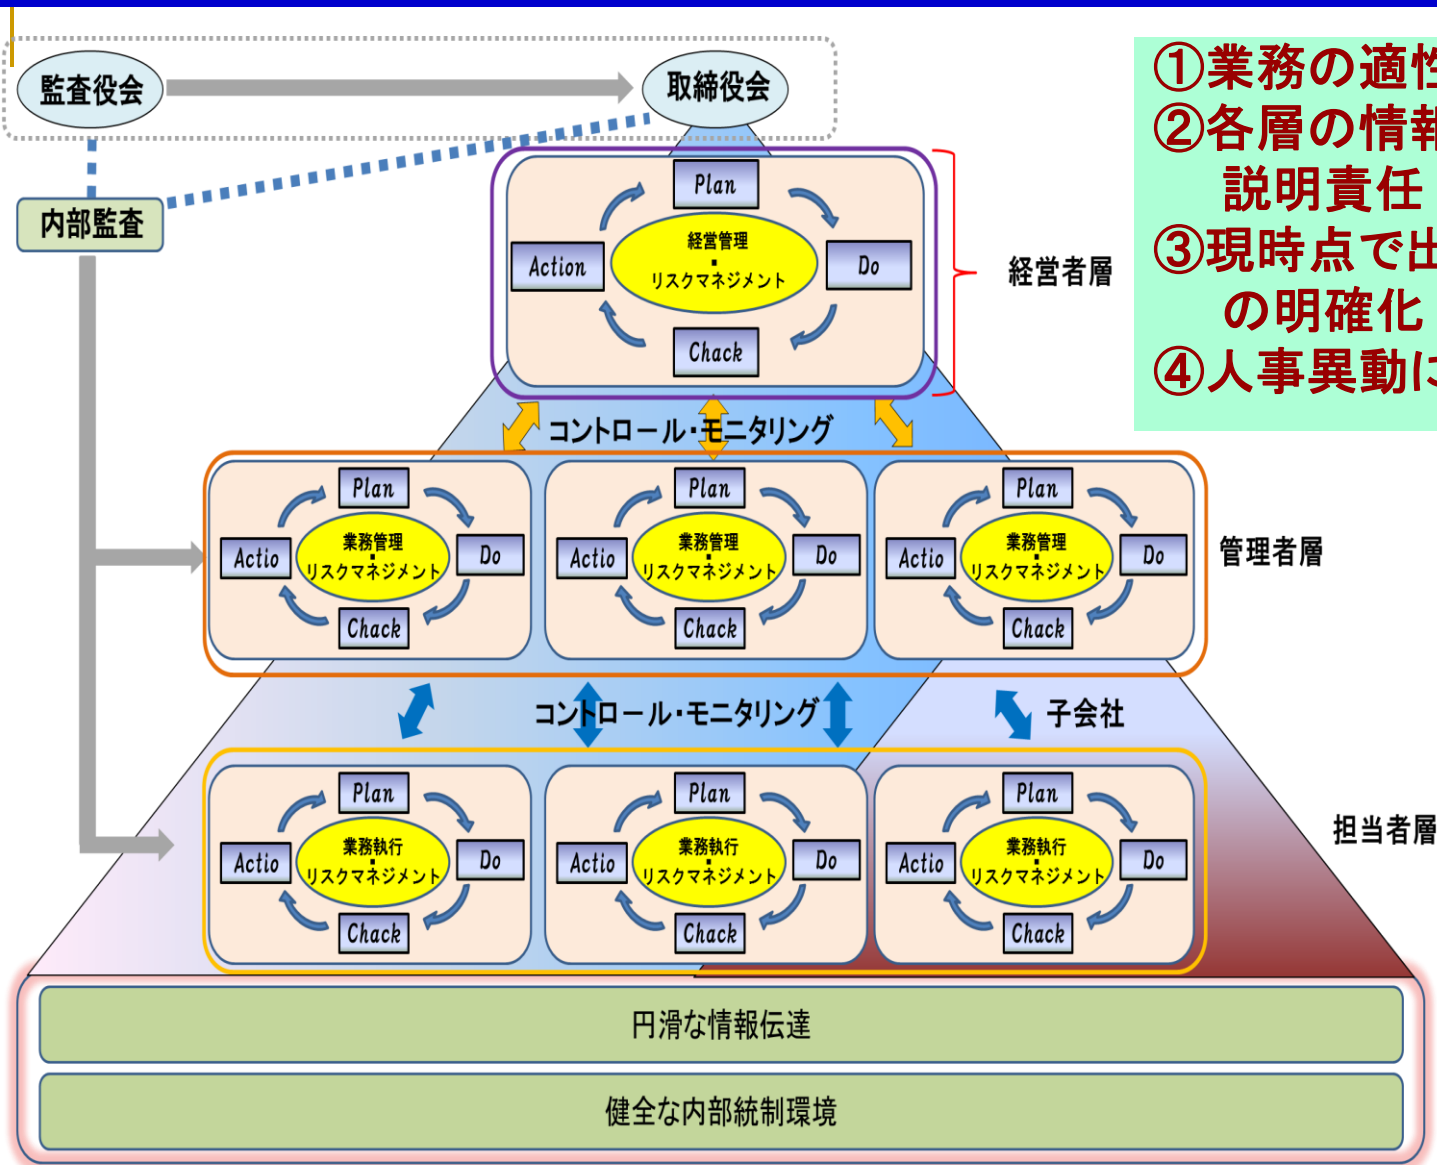 監査役会
取締役会
内部監査
①業務の適性
②各層の情報
説明責任
③現時点で出
の明確化
④人事異動に
Plan
経営管理
・
リスクマネジメント
Action
Do
Chack
経営者層
コントロール・モニタリング
Plan
Actio
業務管理
・
リスクマネジメント
Do
Chack
Plan
Actio
業務管理
・
リスクマネジメント
Do
Chack
Plan
Actio
業務管理
・
リスクマネジメント
Do
Chack
管理者層
コントロール・モニタリング
子会社
Plan
Actio
業務執行
・
リスクマネジメント
Do
Chack
Plan
Actio
業務執行
・
リスクマネジメント
Do
Chack
Plan
Actio
業務執行
・
リスクマネジメント
Do
Chack
担当者層
円滑な情報伝達
健全な内部統制環境